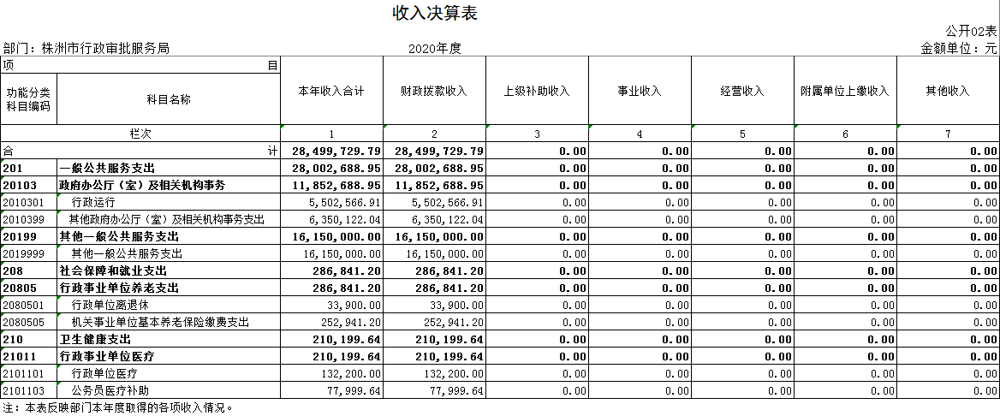 收入决算表
公开02表
部门：株洲市行政审批服务局 2020年度 金额单位：元
项 目 本年收入合计 财政拨款收入 上级补助收入 事业收入 经营收入 附属单位上缴收入 其他收入
功能分类科目编码 科目名称
栏次 1 2 3 4 5 6 7
合 计 28,499,729.79 28,499,729.79 0.00 0.00 0.00 0.00 0.00
201 一般公共服务支出 28,002,688.95 28,002,688.95 0.00 0.00 0.00 0.00 0.00
20103 政府办公厅（室）及相关机构事务 11,852,688.95 11,852,688.95 0.00 0.00 0.00 0.00 0.00
2010301 行政运行 5,502,566.91 5,502,566.91 0.00 0.00 0.00 0.00 0.00
2010399 其他政府办公厅（室）及相关机构事务支出 6,350,122.04 6,350,122.04 0.00 0.00 0.00 0.00 0.00
20199 其他一般公共服务支出 16,150,000.00 16,150,000.00 0.00 0.00 0.00 0.00 0.00
2019999 其他一般公共服务支出 16,150,000.00 16,150,000.00 0.00 0.00 0.00 0.00 0.00
208 社会保障和就业支出 286,841.20 286,841.20 0.00 0.00 0.00 0.00 0.00
20805 行政事业单位养老支出 286,841.20 286,841.20 0.00 0.00 0.00 0.00 0.00
2080501 行政单位离退休 33,900.00 33,900.00 0.00 0.00 0.00 0.00 0.00
2080505 机关事业单位基本养老保险缴费支出 252,941.20 252,941.20 0.00 0.00 0.00 0.00 0.00
210 卫生健康支出 210,199.64 210,199.64 0.00 0.00 0.00 0.00 0.00
21011 行政事业单位医疗 210,199.64 210,199.64 0.00 0.00 0.00 0.00 0.00
2101101 行政单位医疗 132,200.00 132,200.00 0.00 0.00 0.00 0.00 0.00
2101103 公务员医疗补助 77,999.64 77,999.64 0.00 0.00 0.00 0.00 0.00
注：本表反映部门本年度取得的各项收入情况。